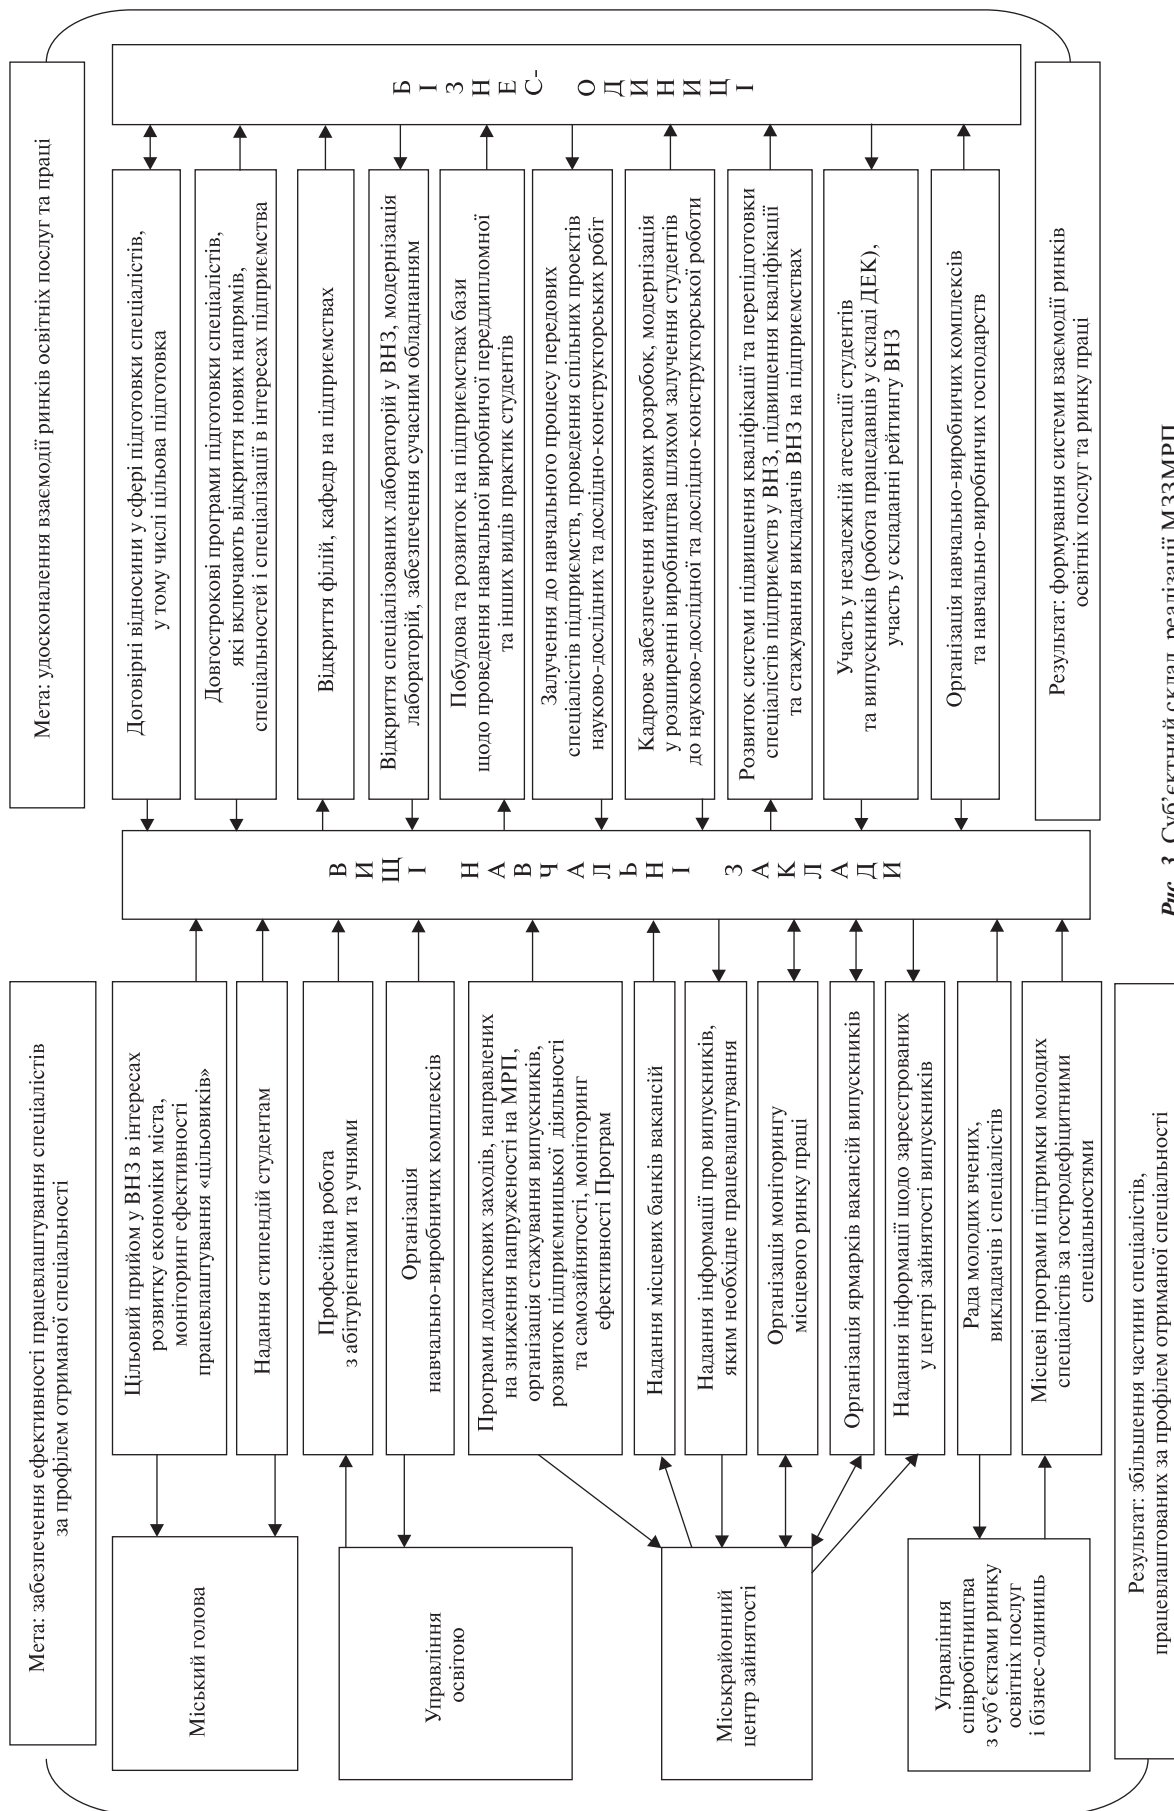 Мета: забезпечення ефективності працевлаштування спеціалістів
за профілем отриманої спеціальності
Мета: удосконалення взаємодії ринків освітніх послуг та праці
Міський голова
Управління
освітою
Міськрайонний
центр зайнятості
Управління
співробітництва
з суб’єктами ринку
освітніх послуг
і бізнес-одиниць
Цільовий прийом у ВНЗ в інтересах
розвитку економіки міста,
моніторинг ефективності
працевлаштування «цільовиків»
Надання стипендій студентам
Професійна робота
з абітурієнтами та учнями
Організація
навчально-виробничих комплексів
Програми додаткових заходів, направлених
на зниження напруженості на МРП,
організація стажування випускників,
розвиток підприємницької діяльності
та самозайнятості, моніторинг
ефективності Програм
Надання місцевих банків вакансій
Надання інформації про випускників,
яким необхідне працевлаштування
Організація моніторингу
місцевого ринку праці
Організація ярмарків вакансій випускників
Надання інформації щодо зареєстрованих
у центрі зайнятості випускників
Рада молодих вчених,
викладачів і спеціалістів
Місцеві програми підтримки молодих
спеціалістів за гостродефіцитними
спеціальностями
ВИЩІ НАВЧАЛЬНІ ЗАКЛАДИ
Договірні відносини у сфері підготовки спеціалістів,
у тому числі цільова підготовка
Довгострокові програми підготовки спеціалістів,
які включають відкриття нових напрямів,
спеціальностей і спеціалізації в інтересах підприємства
Відкриття філій, кафедр на підприємствах
Відкриття спеціалізованих лабораторій у ВНЗ, модернізація
лабораторій, забезпечення сучасним обладнанням
Побудова та розвиток на підприємствах бази
щодо проведення навчальної виробничої переддипломної
та інших видів практик студентів
Залучення до навчального процесу передових
спеціалістів підприємств, проведення спільних проектів
науково-дослідних та дослідно-конструкторських робіт
Кадрове забезпечення наукових розробок, модернізація
у розширенні виробництва шляхом залучення студентів
до науково-дослідної та дослідно-конструкторської роботи
Розвиток системи підвищення кваліфікації та перепідготовки
спеціалістів підприємств у ВНЗ, підвищення кваліфікації
та стажування викладачів ВНЗ на підприємствах
Участь у незалежній атестації студентів
та випускників (робота працедавців у складі ДЕК),
участь у складанні рейтингу ВНЗ
Організація навчально-виробничих комплексів
та навчально-виробничих господарств
БІЗНЕС-ОДИНИЦІ
Результат: збільшення частини спеціалістів,
працевлаштованих за профілем отриманої спеціальності
Результат: формування системи взаємодії ринків
освітніх послуг та ринку праці
Рис. 3. Суб’єктний склад реалізації МЗЗМРП